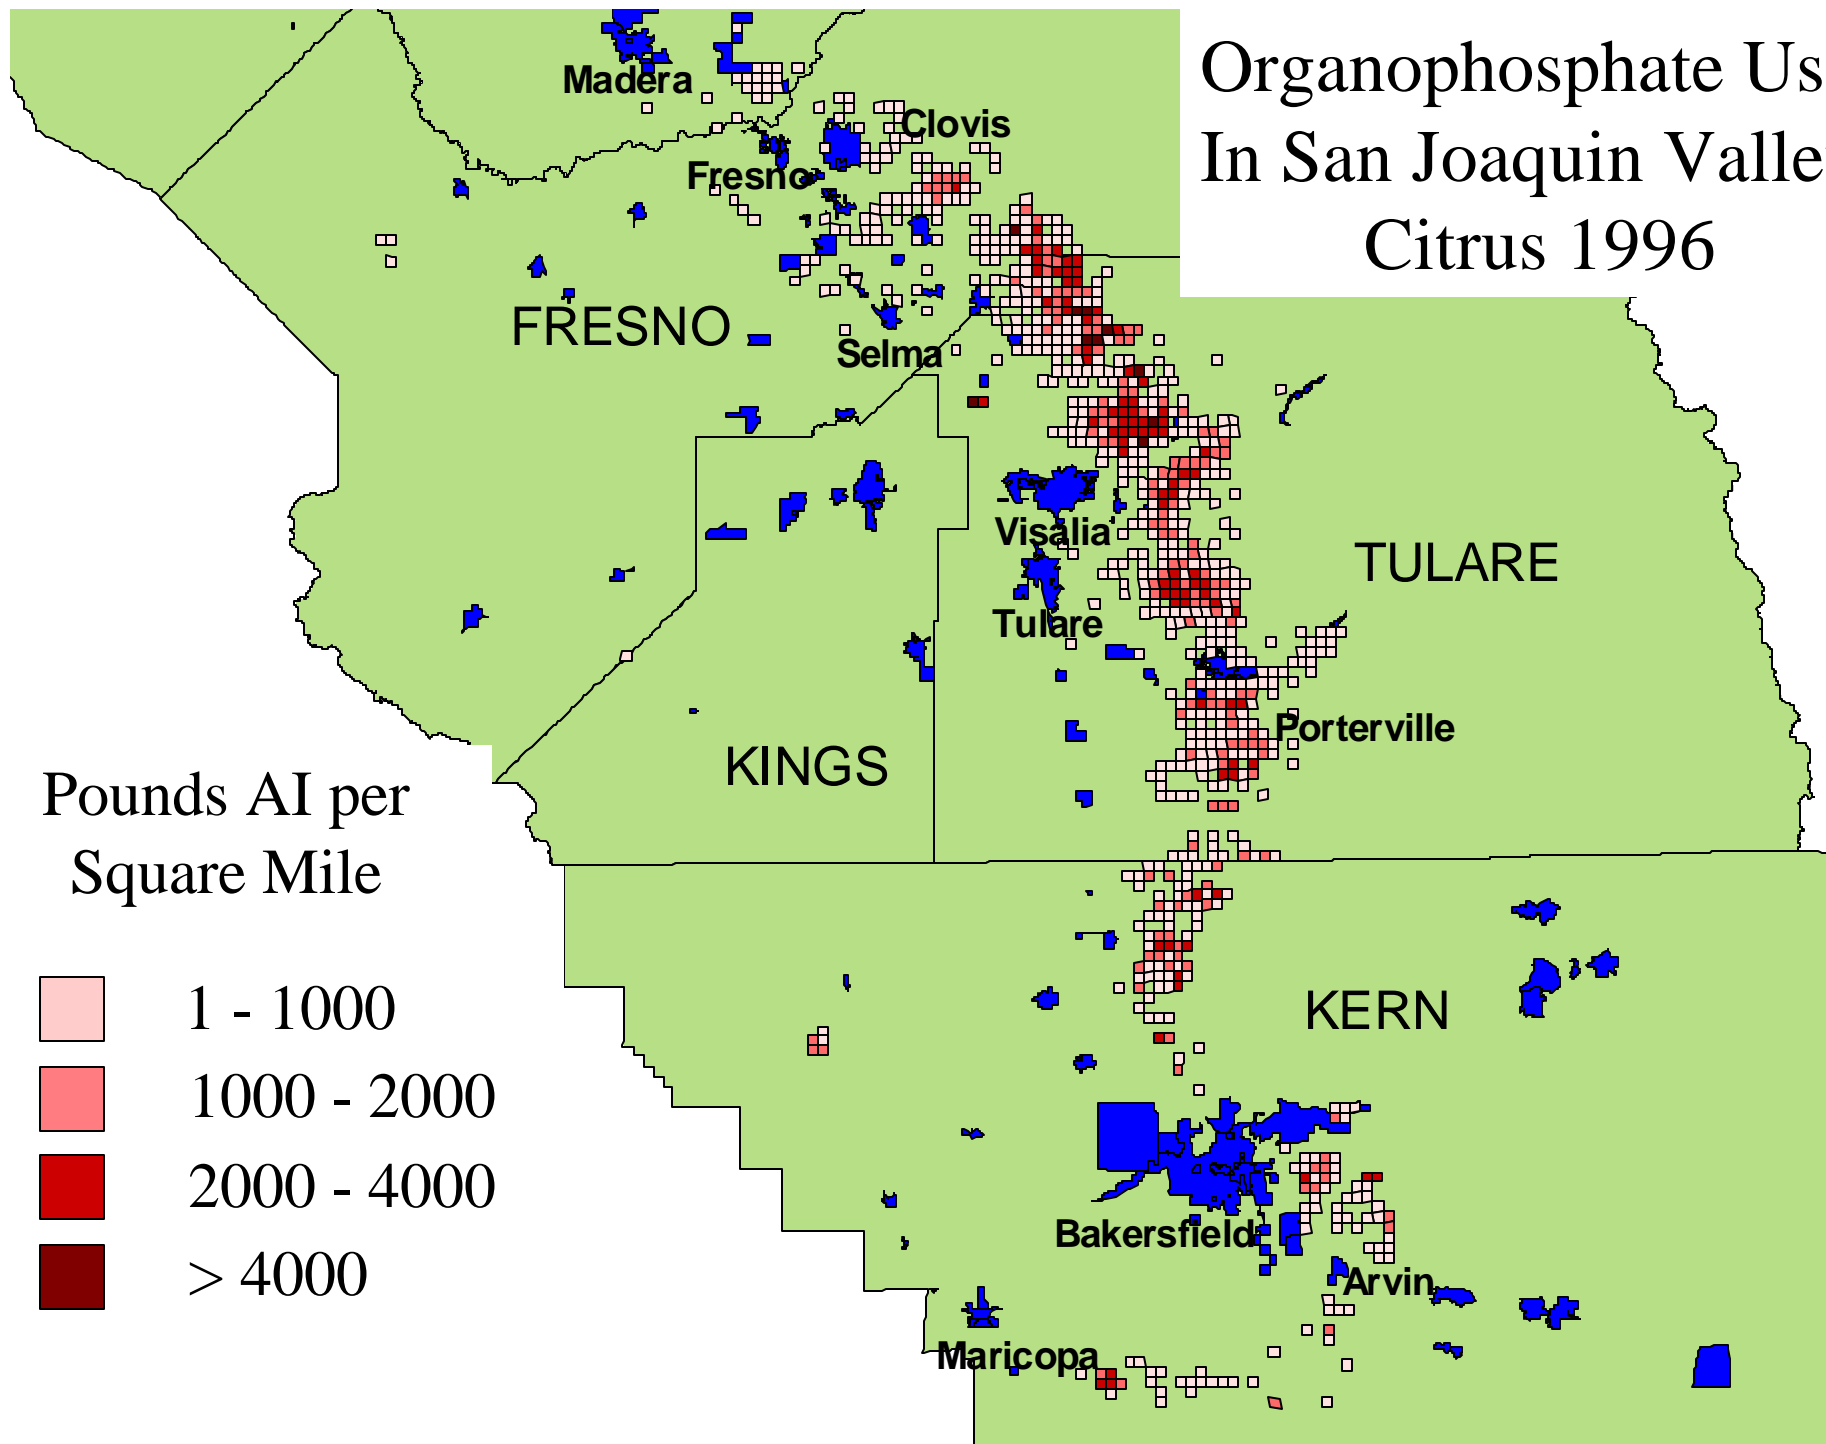 Organophosphate Us
In San Joaquin Valle
Citrus 1996
Madera
Clovis
Fresno
FRESNO
Selma
Visalia
TULARE
Tulare
Porterville
KINGS
Pounds AI per
Square Mile
1 - 1000
1000 - 2000
2000 - 4000
> 4000
KERN
Bakersfield
Arvin
Maricopa